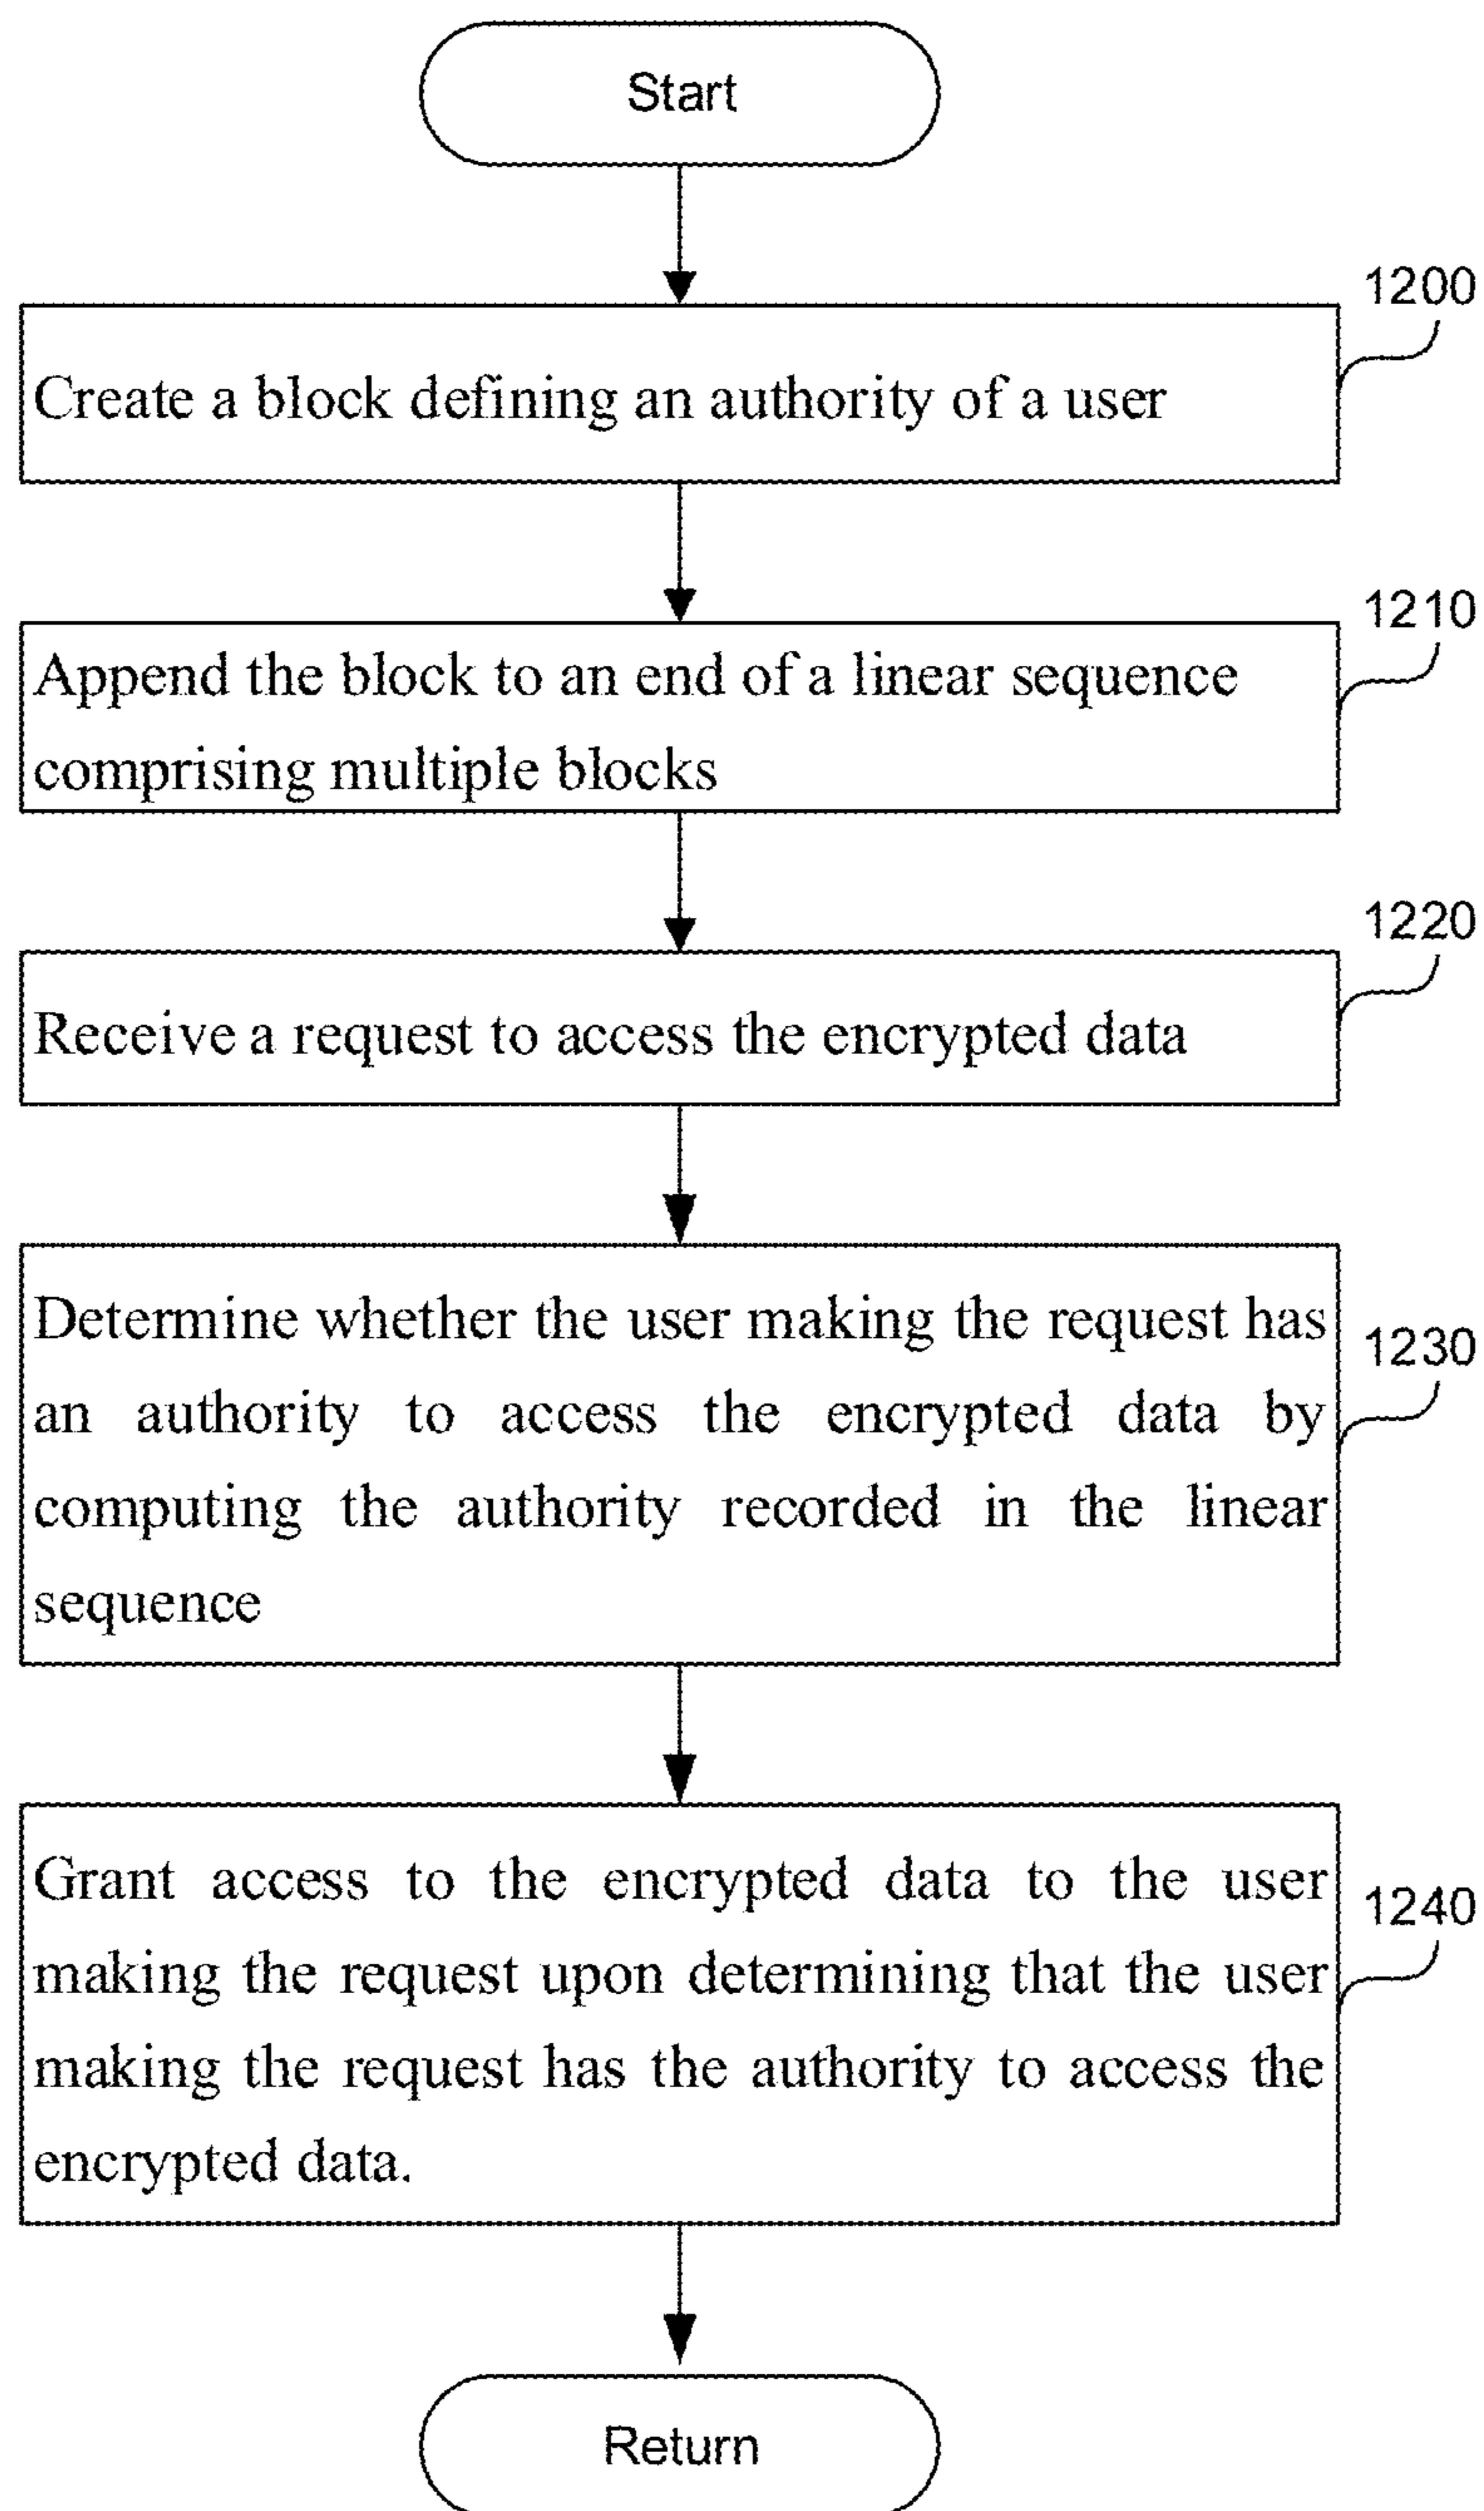 Start
1200
Create a block defining an authority of a user
1210
Append the block to an end of a linear sequence
comprising multiple blocks
1220
Receive a request to access the encrypted data
Determine whether the user making the request has
1230
an authority to access the encrypted data by
computing the authority recorded in the linear
sequence
Grant access to the encrypted data to the user
1240
making the request upon determining that the user
making the request has the authority to access the
encrypted data.
Return